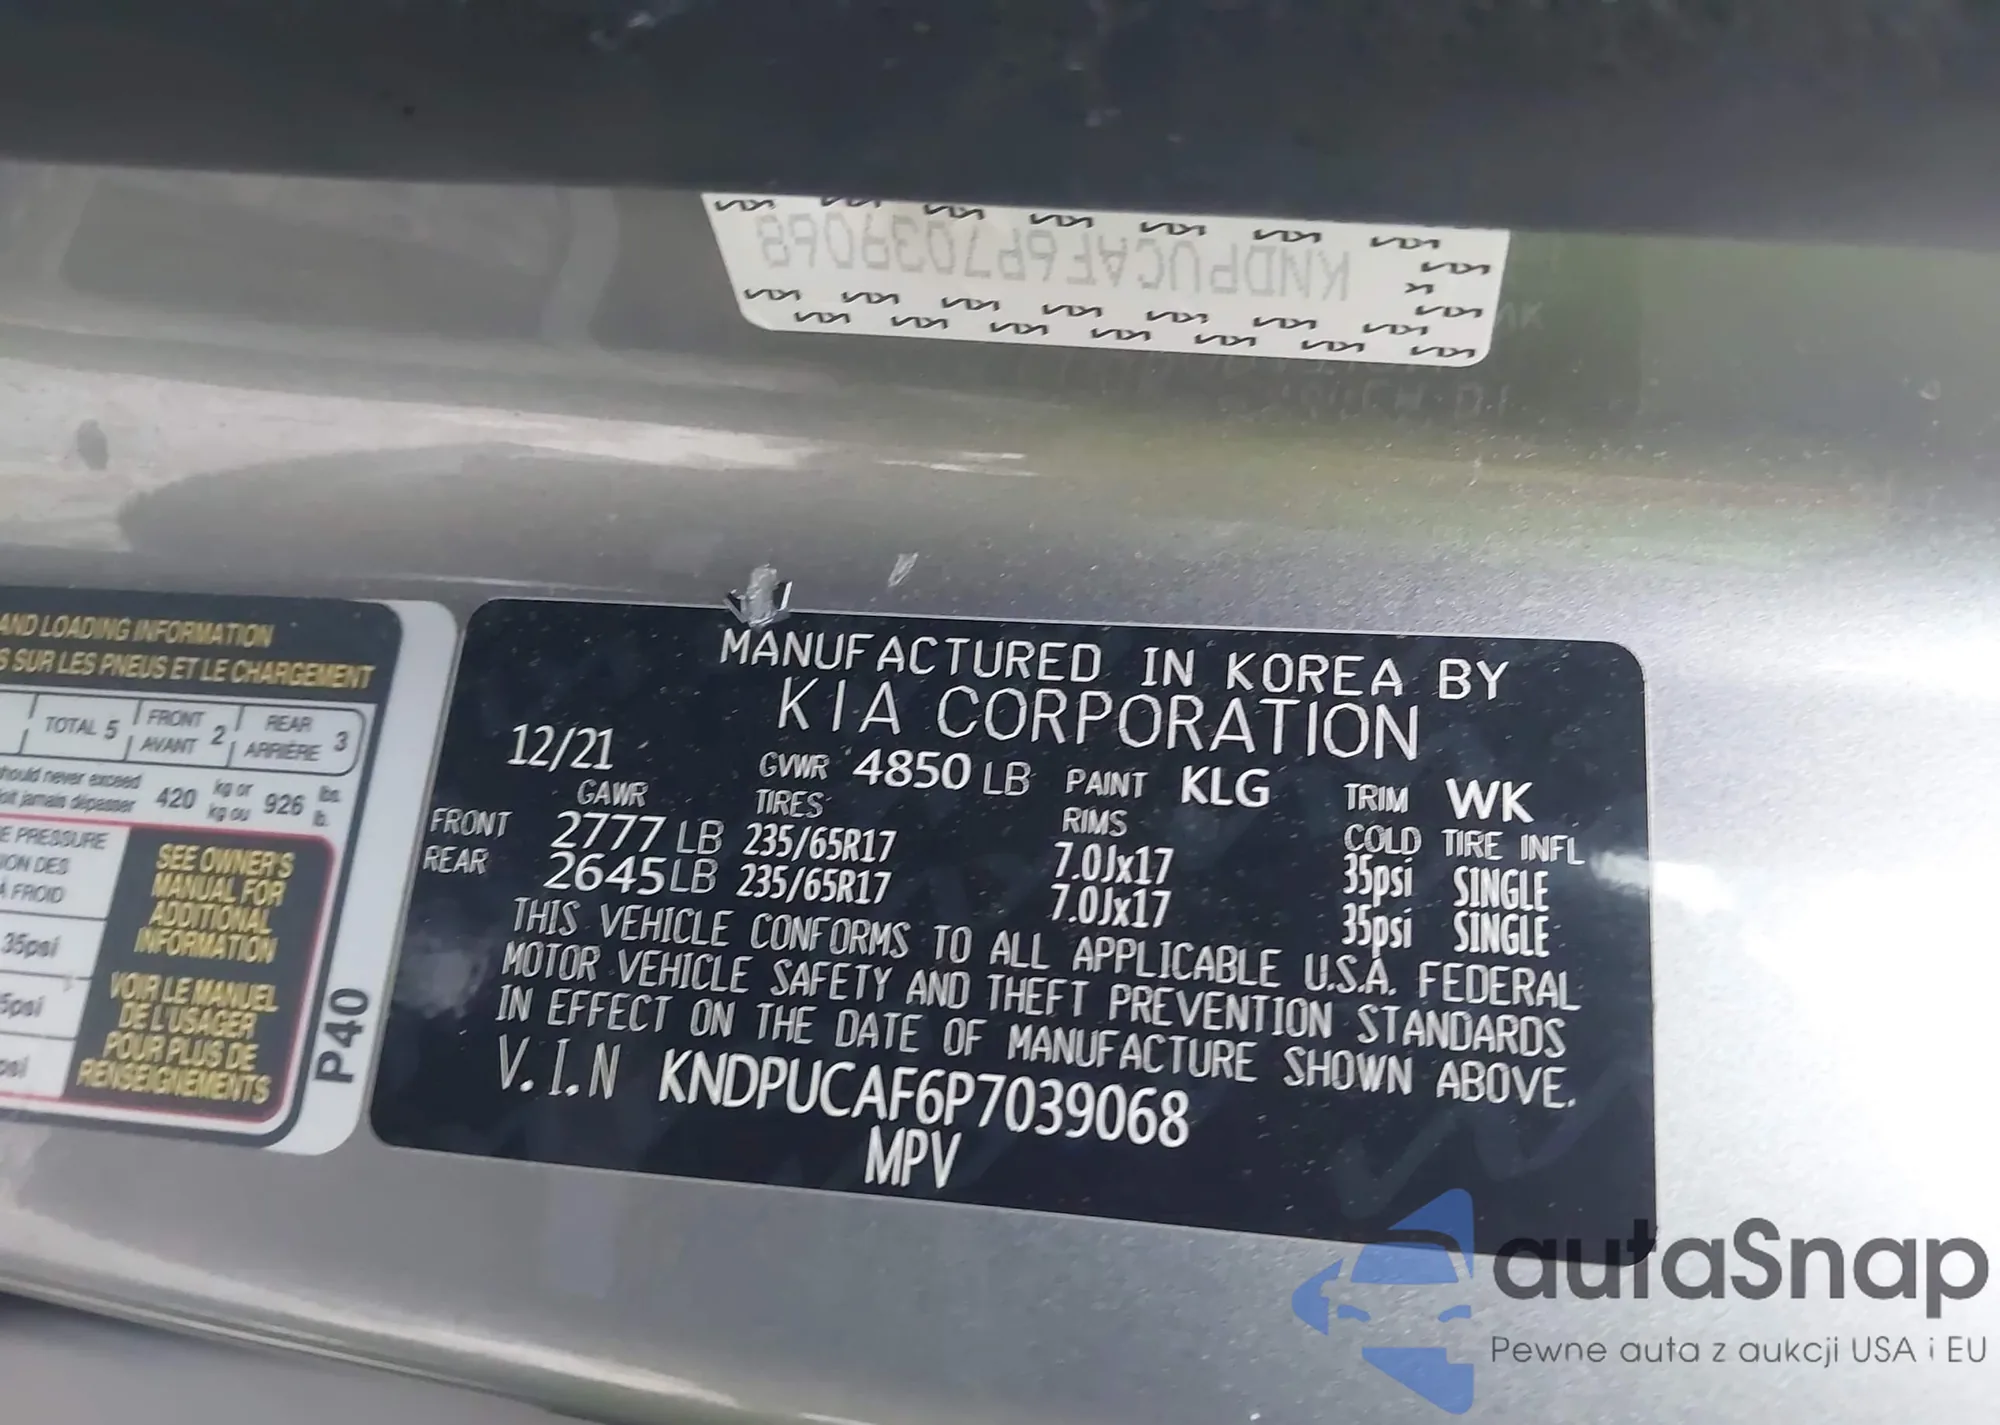 KNDPUCAF6P7039068
AND LOADING INFORMATION
S SUR LES PNEUS ET LE CHARGEMENT
TOTAL 5 FRONT AVANT 2 REAR ARRIÈRE 3
should never exceed
jamais dépasser 420 kg or kg ou 926 lbs. lb.
E PRESSURE
ION DES
À FROID
35psi
5psi
psi
SEE OWNER'S
MANUAL FOR
ADDITIONAL
INFORMATION
VOIR LE MANUEL
DE L'USAGER
POUR PLUS DE
RENSEIGNEMENTS
P40
MANUFACTURED IN KOREA BY
KIA CORPORATION
12/21 GVWR 4850 LB PAINT KLG TRIM WK
GAWR TIRES RIMS COLD TIRE INFL
FRONT 2777 LB 235/65R17 7.0Jx17 35psi SINGLE
REAR 2645 LB 235/65R17 7.0Jx17 35psi SINGLE
THIS VEHICLE CONFORMS TO ALL APPLICABLE U.S.A. FEDERAL
MOTOR VEHICLE SAFETY AND THEFT PREVENTION STANDARDS
IN EFFECT ON THE DATE OF MANUFACTURE SHOWN ABOVE.
V.I.N KNDPUCAF6P7039068
MPV
autaSnap
Pewne auta z aukcji USA i EU